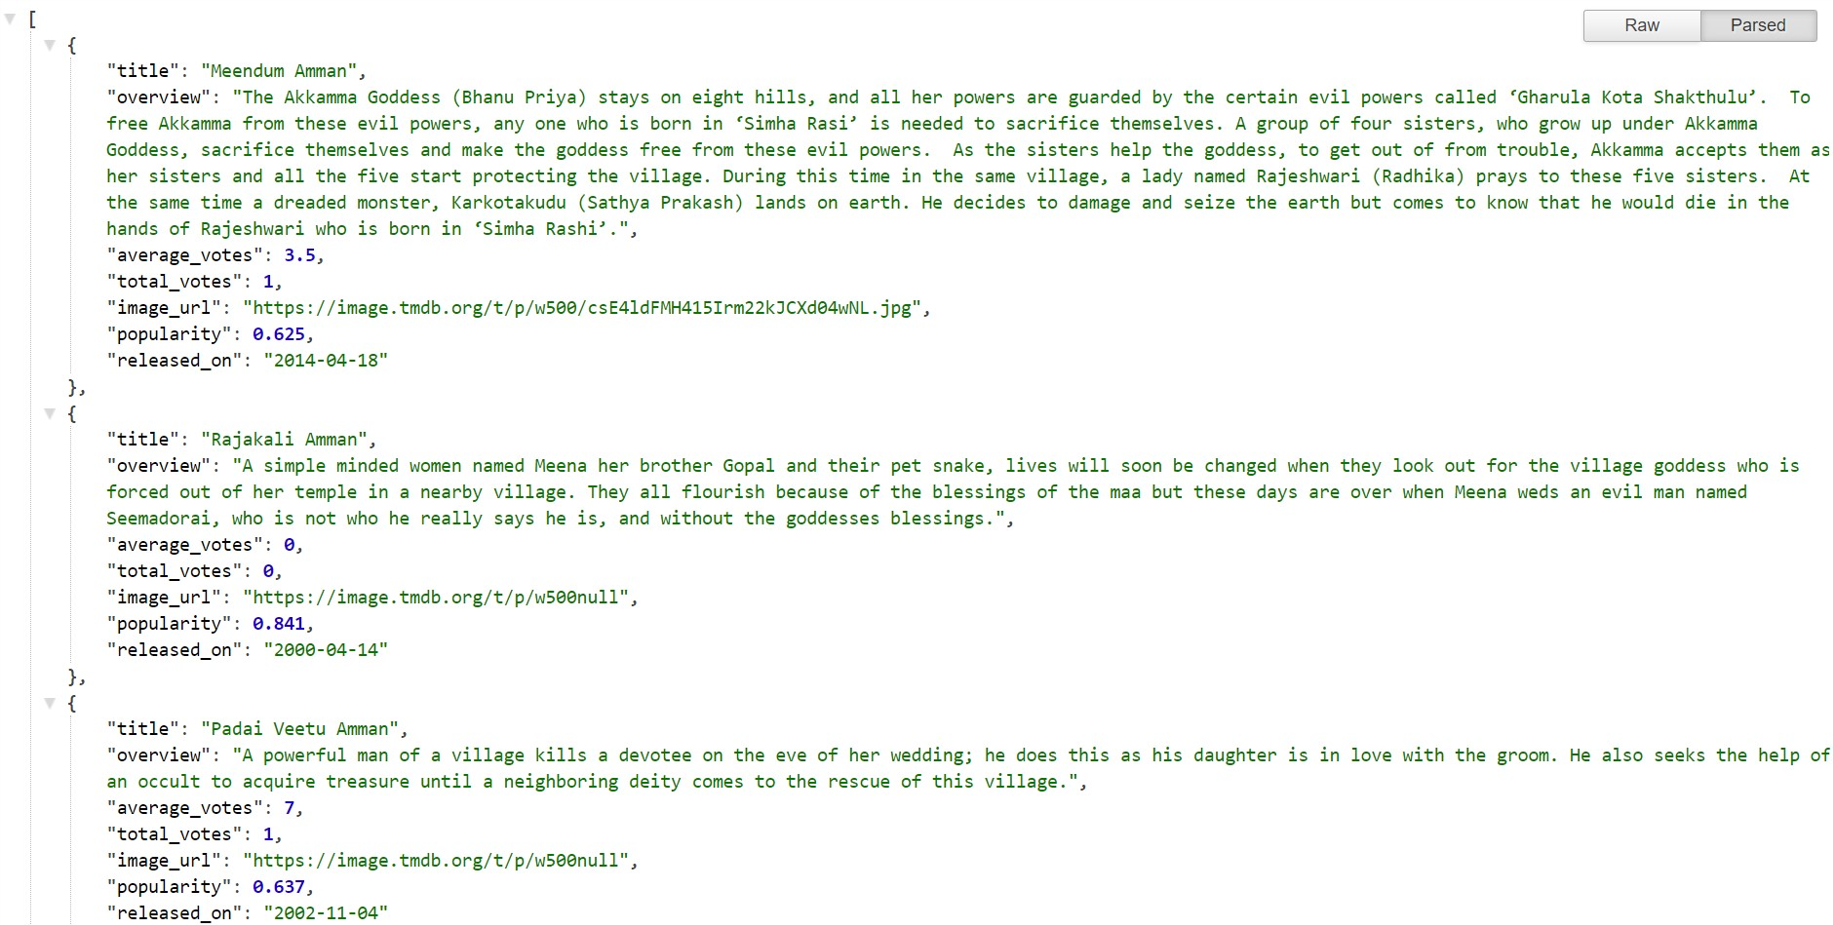 [
Raw Parsed
{
"title": "Meendum Amman",
"overview": "The Akkamma Goddess (Bhanu Priya) stays on eight hills, and all her powers are guarded by the certain evil powers called ‘Gharula Kota Shakthulu’.  To
free Akkamma from these evil powers, any one who is born in ‘Simha Rasi’ is needed to sacrifice themselves. A group of four sisters, who grow up under Akkamma
Goddess, sacrifice themselves and make the goddess free from these evil powers.  As the sisters help the goddess, to get out of from trouble, Akkamma accepts them as
her sisters and all the five start protecting the village. During this time in the same village, a lady named Rajeshwari (Radhika) prays to these five sisters.  At
the same time a dreaded monster, Karkotakudu (Sathya Prakash) lands on earth. He decides to damage and seize the earth but comes to know that he would die in the
hands of Rajeshwari who is born in ‘Simha Rashi’.",
"average_votes": 3.5,
"total_votes": 1,
"image_url": "https://image.tmdb.org/t/p/w500/csE4ldFMH415Irm22kJCXd04wNL.jpg",
"popularity": 0.625,
"released_on": "2014-04-18"
},
{
"title": "Rajakali Amman",
"overview": "A simple minded women named Meena her brother Gopal and their pet snake, lives will soon be changed when they look out for the village goddess who is
forced out of her temple in a nearby village. They all flourish because of the blessings of the maa but these days are over when Meena weds an evil man named
Seemadorai, who is not who he really says he is, and without the goddesses blessings.",
"average_votes": 0,
"total_votes": 0,
"image_url": "https://image.tmdb.org/t/p/w500null",
"popularity": 0.841,
"released_on": "2000-04-14"
},
{
"title": "Padai Veetu Amman",
"overview": "A powerful man of a village kills a devotee on the eve of her wedding; he does this as his daughter is in love with the groom. He also seeks the help of
an occult to acquire treasure until a neighboring deity comes to the rescue of this village.",
"average_votes": 7,
"total_votes": 1,
"image_url": "https://image.tmdb.org/t/p/w500null",
"popularity": 0.637,
"released_on": "2002-11-04"